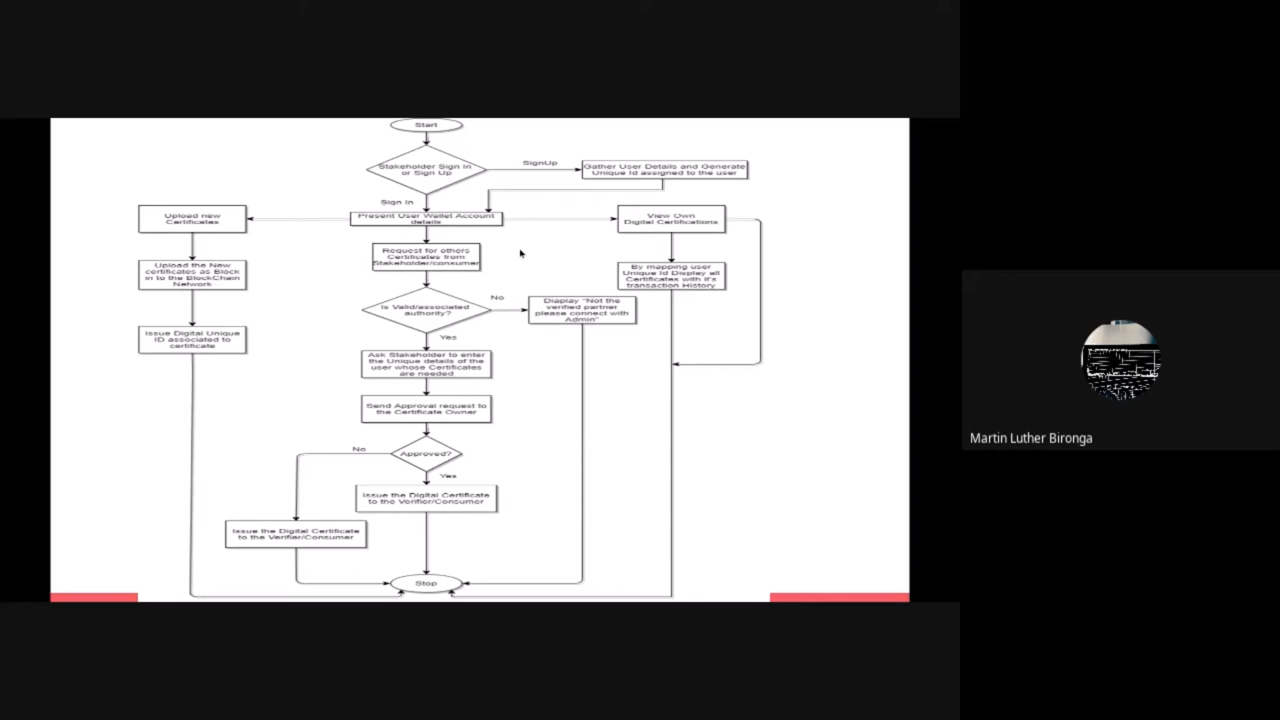 Start
Stakeholder Sign In
or Sign Up
SignUp
Gather User Details and Generate
Unique Id assigned to the user
Sign In
Upload new
Certificates
Present User Wallet Account
details
View Own
Digital Certifications
Request for others
Certificates from
Stakeholder/consumer
Upload the New
certificates as Block
in to the BlockChain
Network
By mapping user
Unique Id Display all
Certificates with it's
transaction History
Is Valid/associated
authority?
No
Display "Not the
verified partner
please connect with
Admin"
Yes
Issue Digital Unique
ID associated to
certificate
Ask Stakeholder to enter
the Unique details of the
user whose Certificates
are needed
Send Approval request to
the Certificate Owner
Approved?
No
Yes
Issue the Digital Certificate
to the Verifier/Consumer
Issue the Digital Certificate
to the Verifier/Consumer
Stop
Martin Luther Bironga